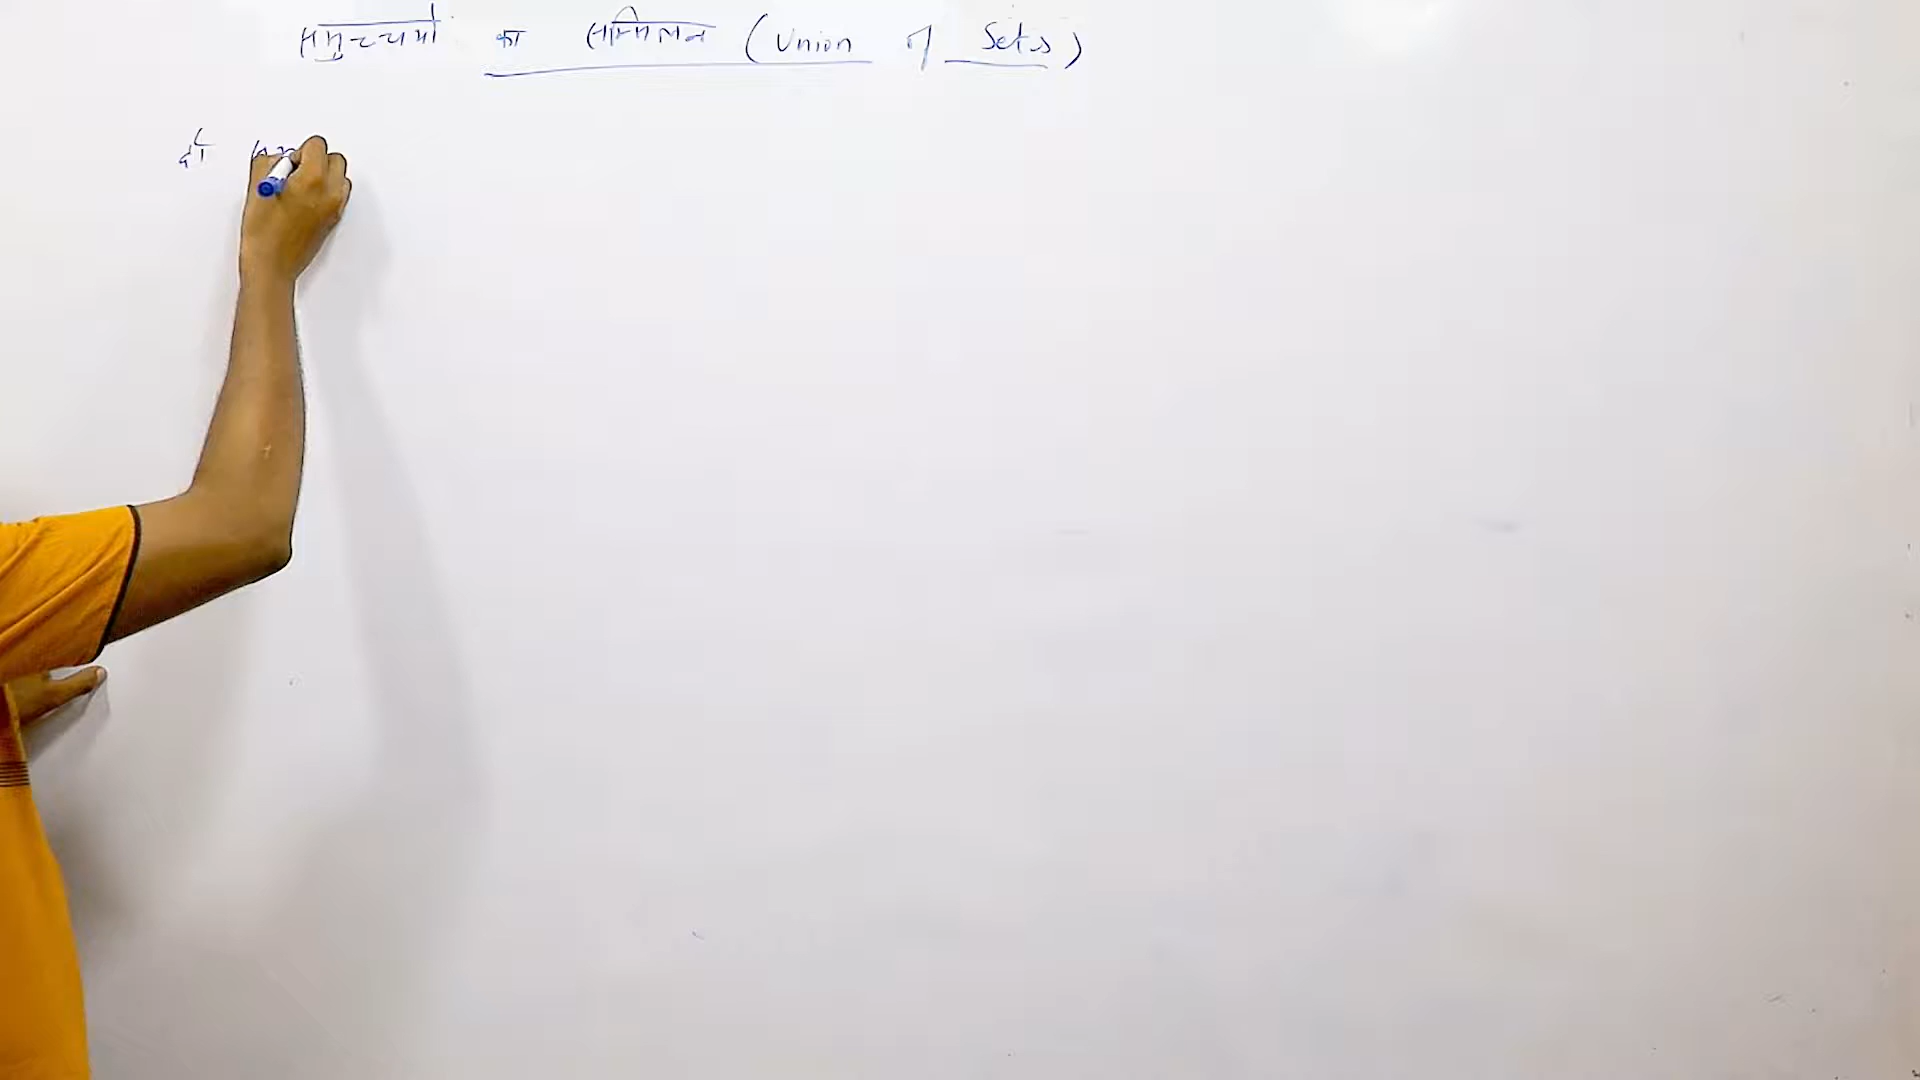 समुच्चयों का सम्मिलन (Union of Sets)
दो